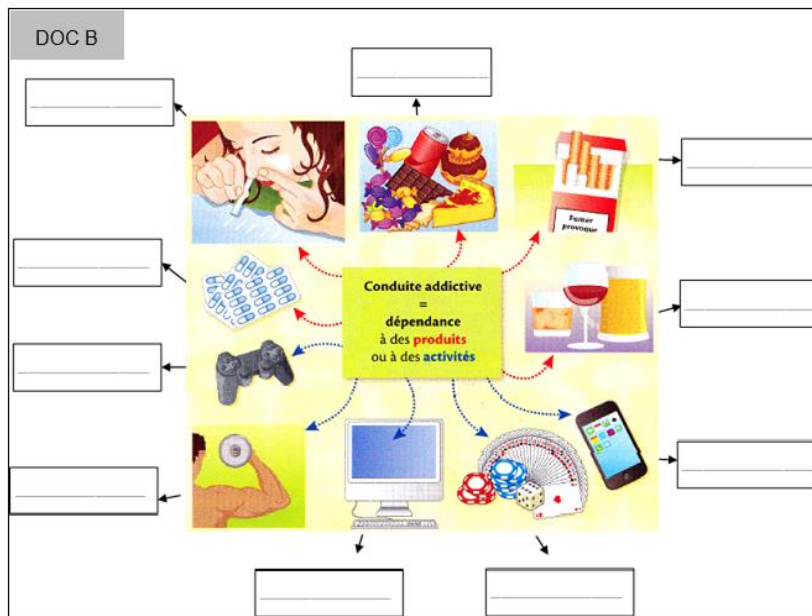 DOC B
Fumer
provoque
Conduite addictive
=
dépendance
à des produits
ou à des activités